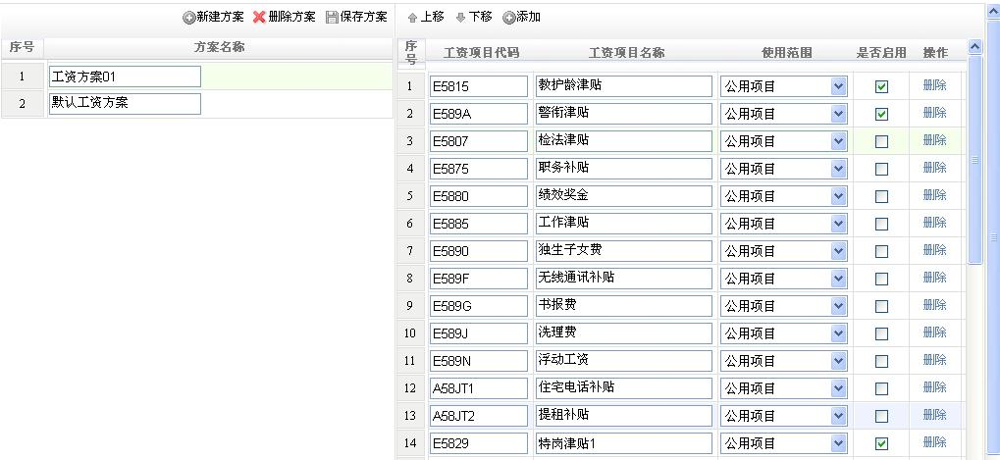 新建方案 删除方案 保存方案
序号 方案名称
1 工资方案01
2 默认工资方案
上移 下移 添加
序号 工资项目代码 工资项目名称 使用范围 是否启用 操作
1 E5815 教护龄津贴 公用项目 删除
2 E589A 警衔津贴 公用项目 删除
3 E5807 检法津贴 公用项目 删除
4 E5875 职务补贴 公用项目 删除
5 E5880 绩效奖金 公用项目 删除
6 E5885 工作津贴 公用项目 删除
7 E5890 独生子女费 公用项目 删除
8 E589F 无线通讯补贴 公用项目 删除
9 E589G 书报费 公用项目 删除
10 E589J 洗理费 公用项目 删除
11 E589N 浮动工资 公用项目 删除
12 A58JT1 住宅电话补贴 公用项目 删除
13 A58JT2 提租补贴 公用项目 删除
14 E5829 特岗津贴1 公用项目 删除